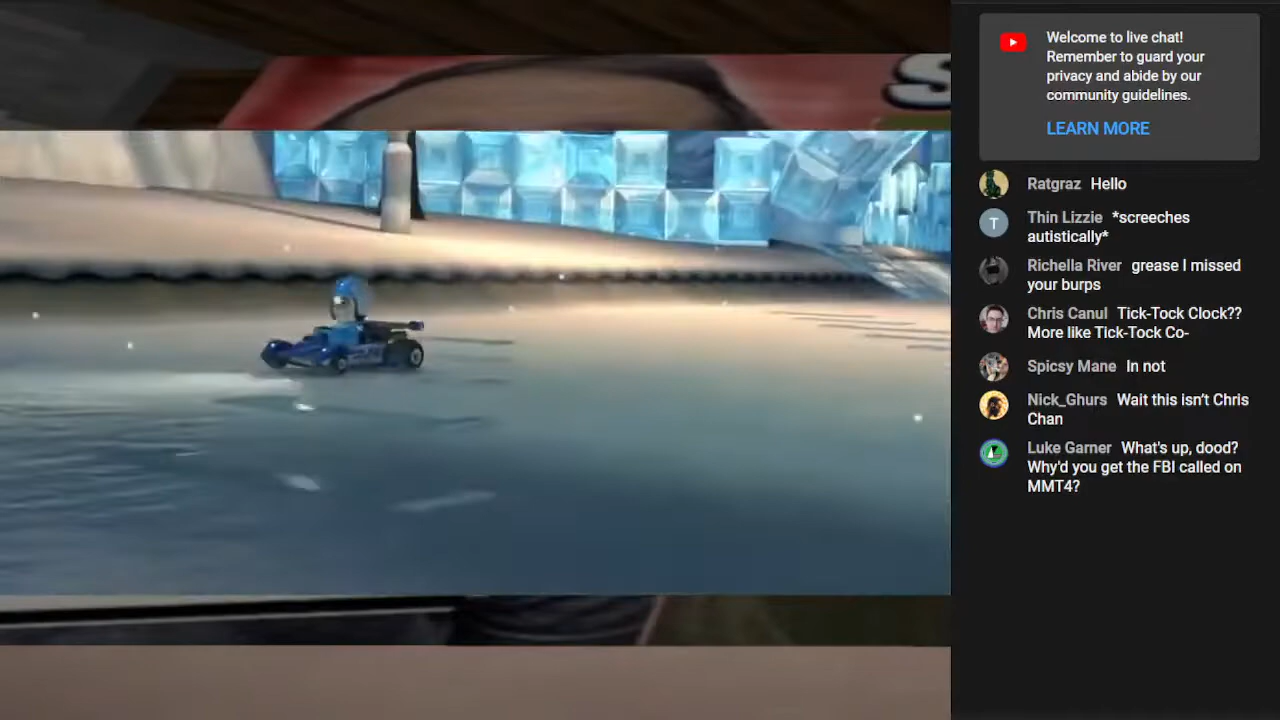 S
Welcome to live chat!
Remember to guard your
privacy and abide by our
community guidelines.
LEARN MORE
Ratgraz Hello
T
Thin Lizzie *screeches
autistically*
Richella River grease I missed
your burps
Chris Canul Tick-Tock Clock??
More like Tick-Tock Co-
Spicsy Mane In not
Nick_Ghurs Wait this isn't Chris
Chan
Luke Garner What's up, dood?
Why'd you get the FBI called on
MMT4?